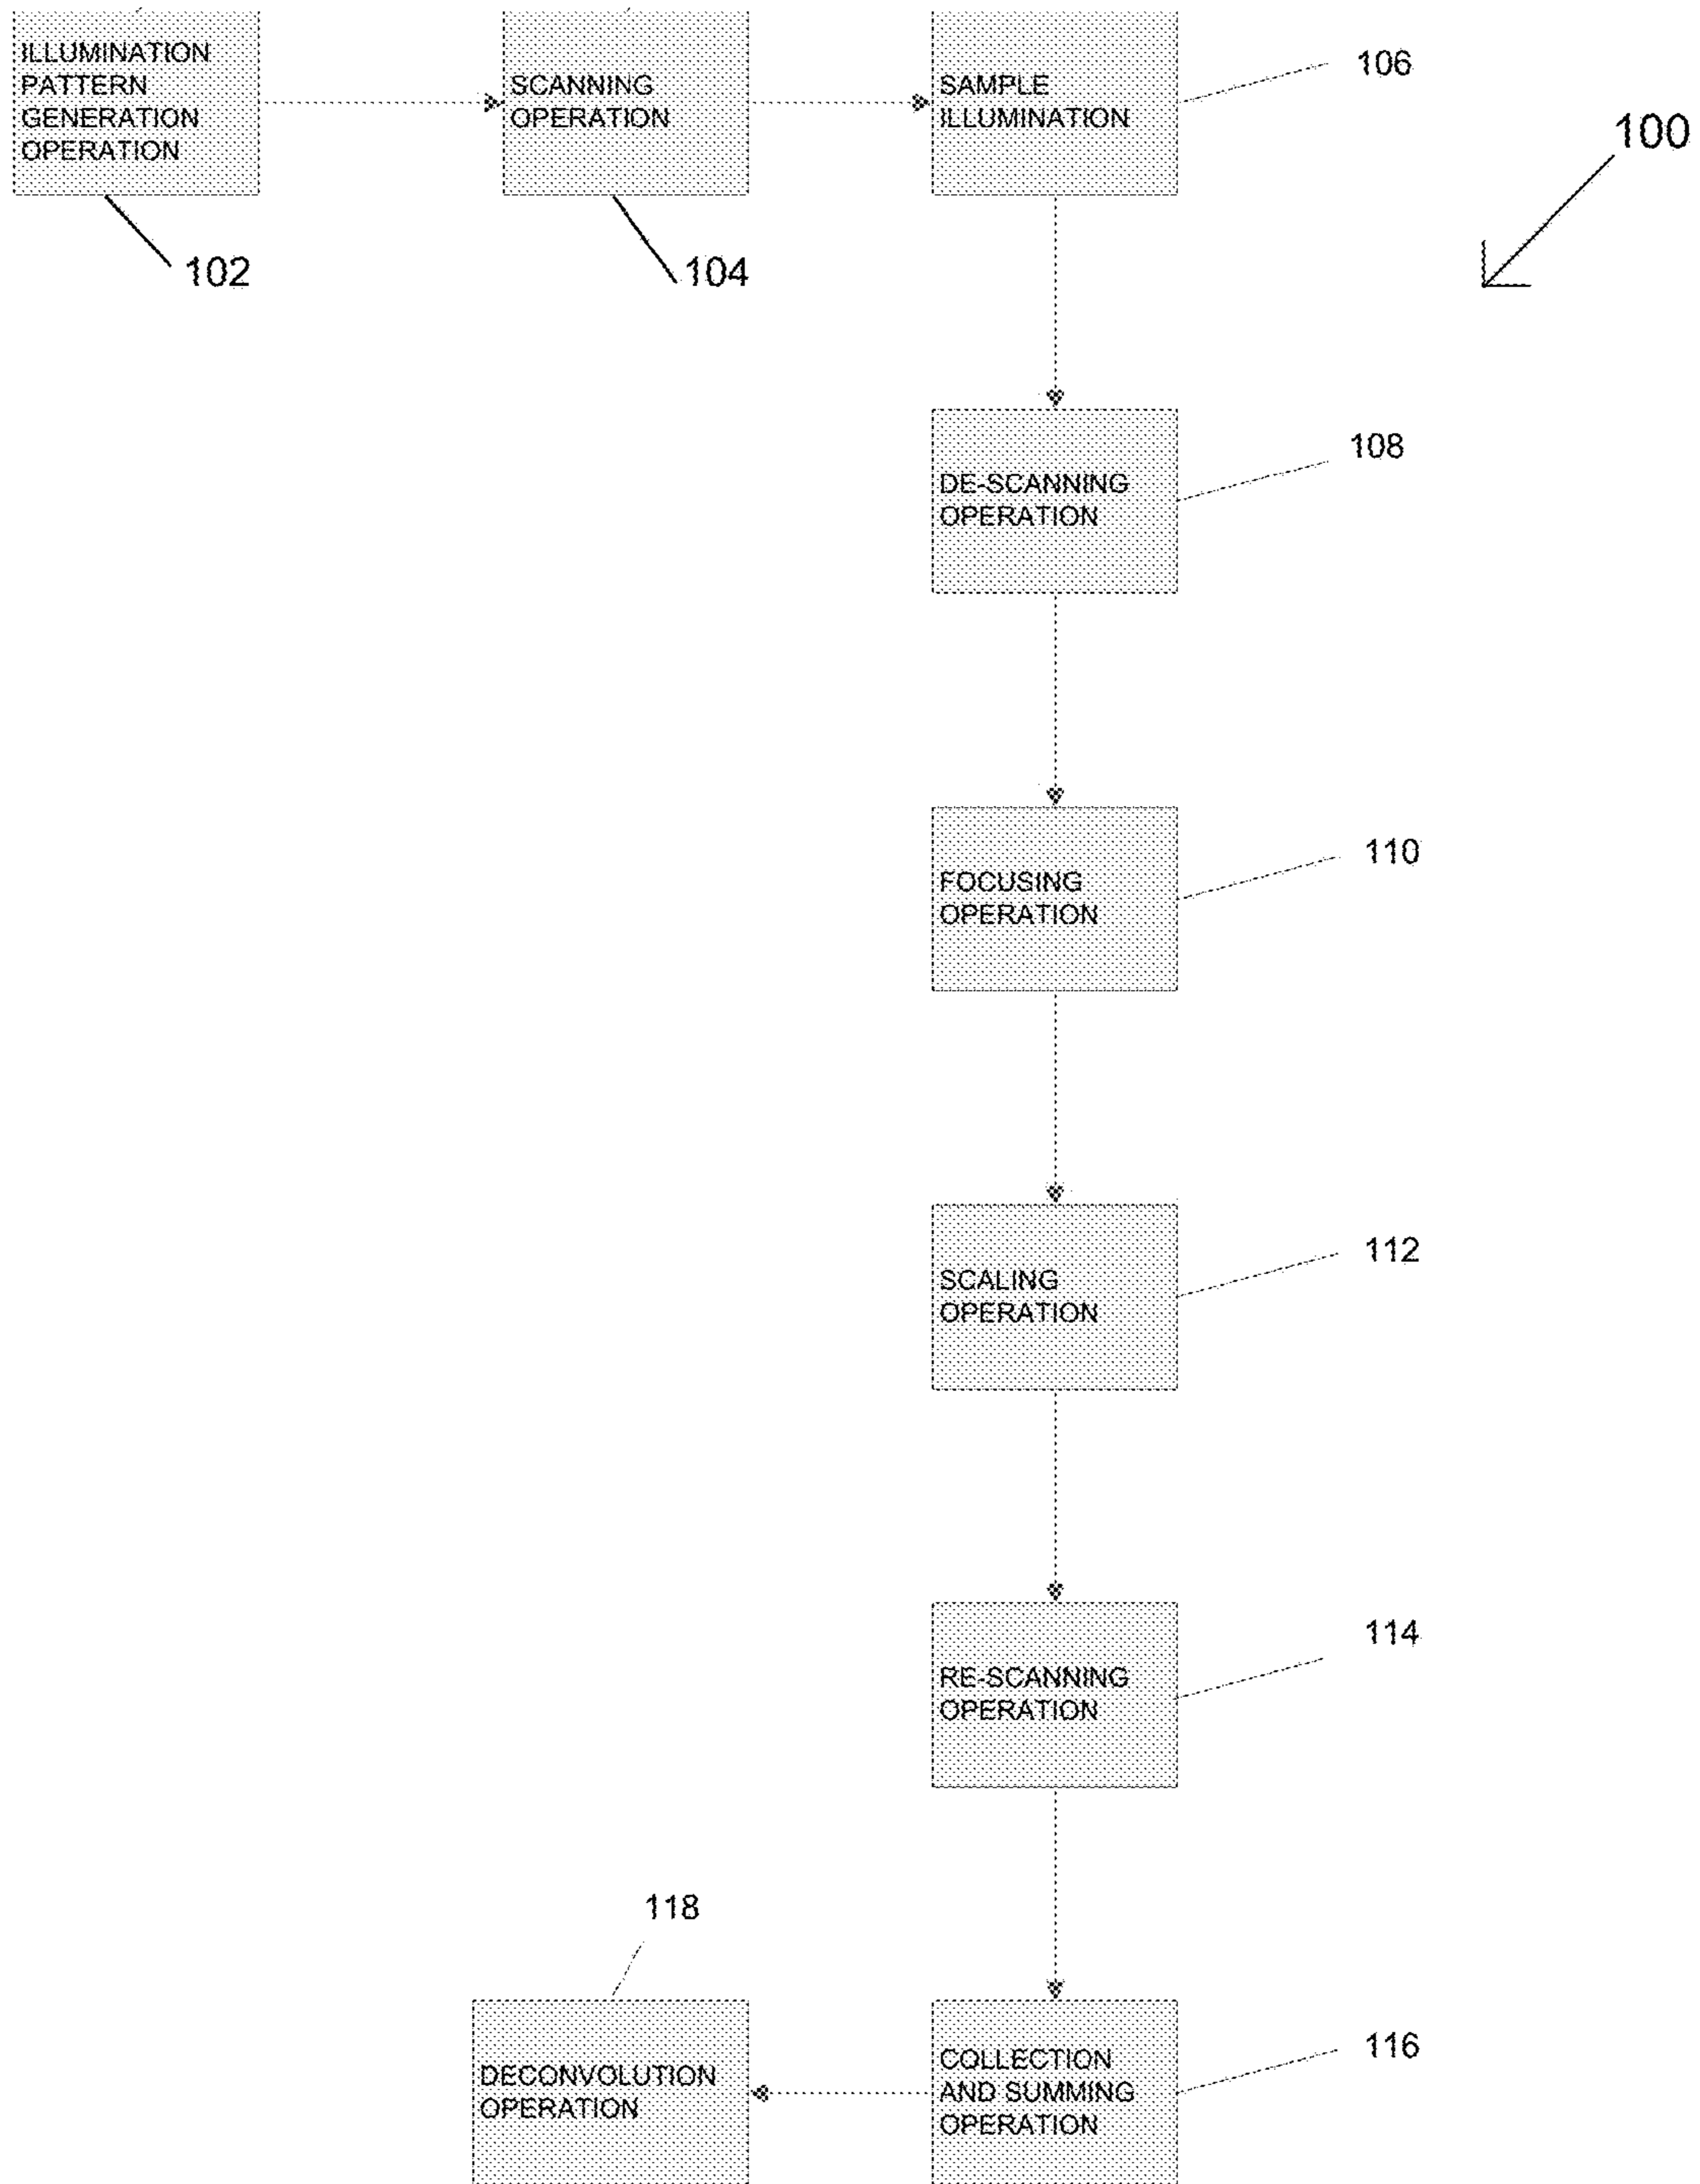 ILLUMINATION
PATTERN
GENERATION
OPERATION
102
SCANNING
OPERATION
104
SAMPLE
ILLUMINATION
106
100
DE-SCANNING
OPERATION
108
FOCUSING
OPERATION
110
SCALING
OPERATION
112
RE-SCANNING
OPERATION
114
COLLECTION
AND SUMMING
OPERATION
116
DECONVOLUTION
OPERATION
118